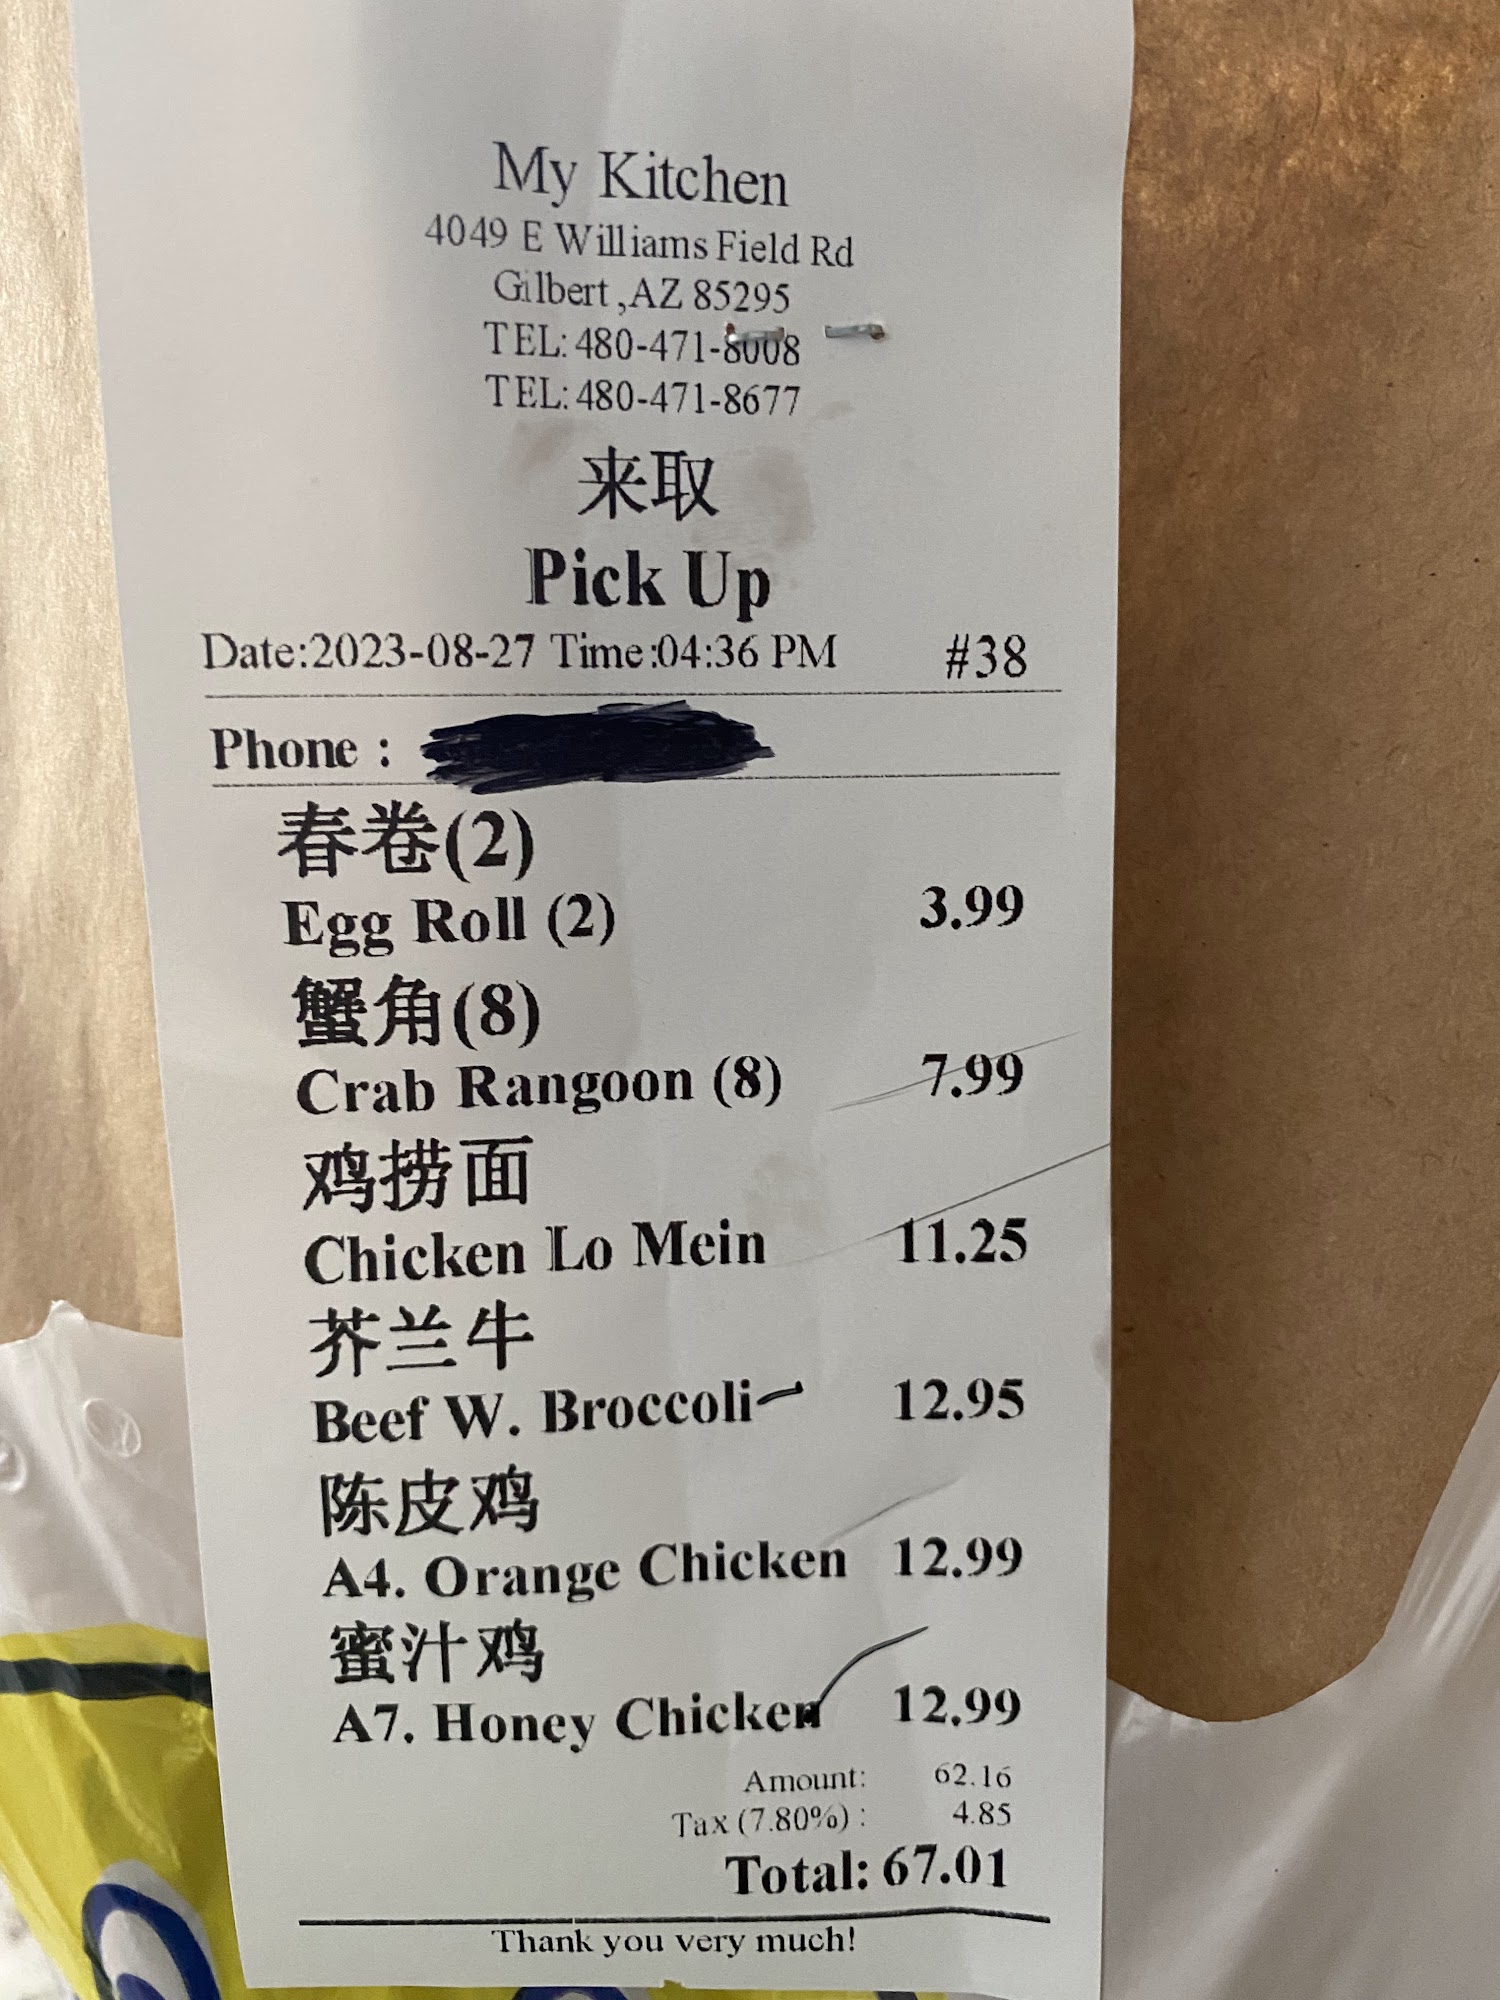 My Kitchen
4049 E Williams Field Rd
Gilbert ,AZ 85295
TEL: 480-471-8008
TEL: 480-471-8677
来取
Pick Up
Date:2023-08-27 Time:04:36 PM #38
Phone :
春卷(2)
Egg Roll (2) 3.99
蟹角(8)
Crab Rangoon (8) 7.99
鸡捞面
Chicken Lo Mein 11.25
芥兰牛
Beef W. Broccoli 12.95
陈皮鸡
A4. Orange Chicken 12.99
蜜汁鸡
A7. Honey Chicken 12.99
Amount: 62.16
Tax (7.80%) : 4.85
Total: 67.01
Thank you very much!